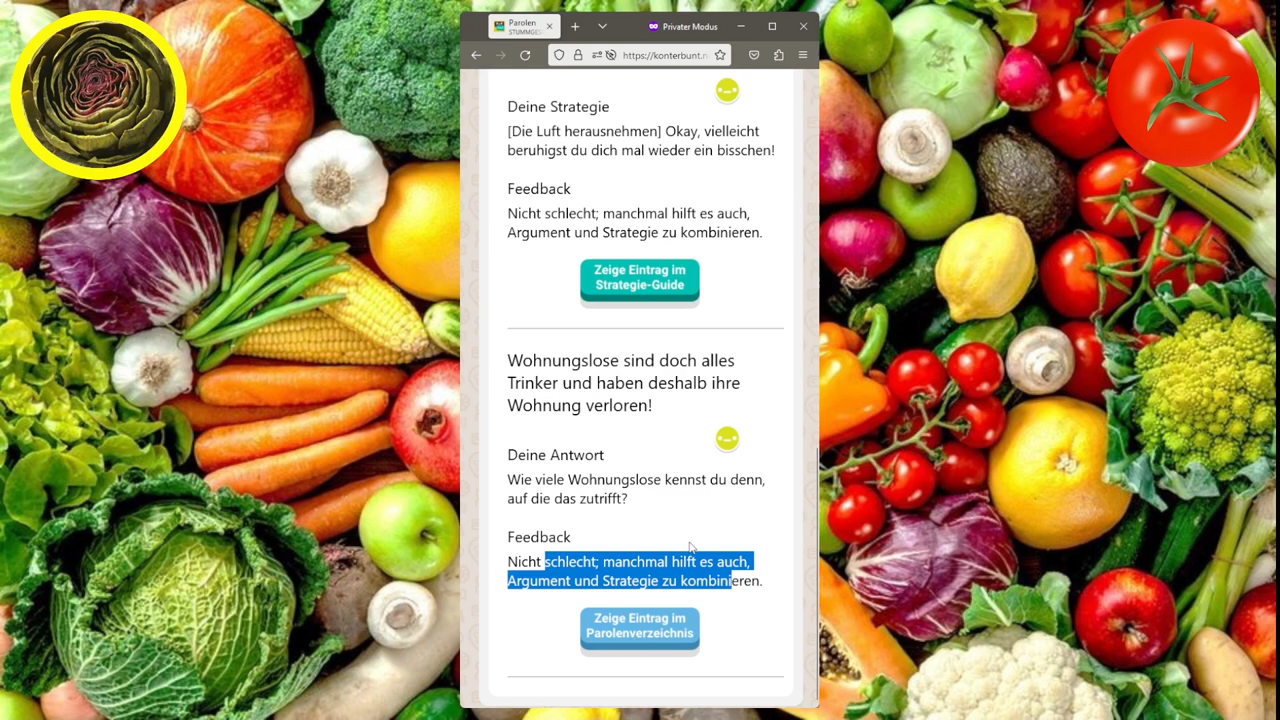 Parolen
STUMMGES
Privater Modus
https://konterbunt.
Deine Strategie
[Die Luft herausnehmen] Okay, vielleicht
beruhigst du dich mal wieder ein bisschen!
Feedback
Nicht schlecht; manchmal hilft es auch,
Argument und Strategie zu kombinieren.
Zeige Eintrag im
Strategie-Guide
Wohnungslose sind doch alles
Trinker und haben deshalb ihre
Wohnung verloren!
Deine Antwort
Wie viele Wohnungslose kennst du denn,
auf die das zutrifft?
Feedback
Nicht schlecht; manchmal hilft es auch,
Argument und Strategie zu kombinieren.
Zeige Eintrag im
Parolenverzeichnis